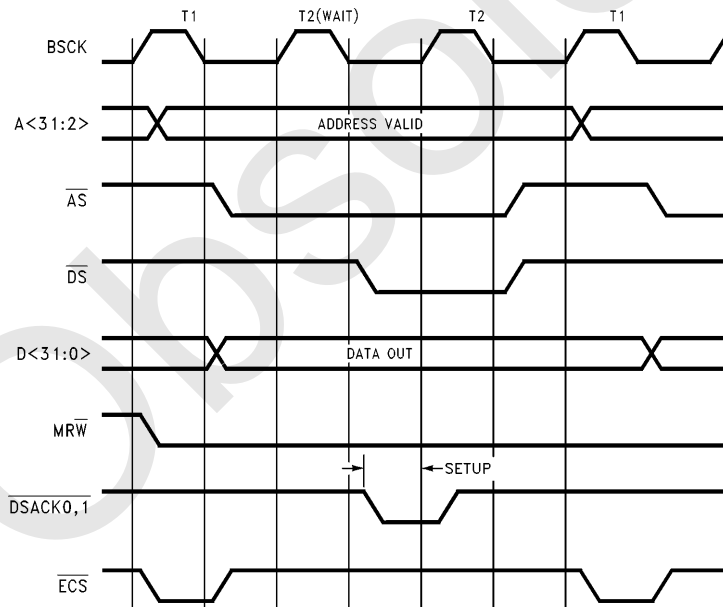 T1 T2(WAIT) T2 T1
BSCK
A<31:2> ADDRESS VALID
AS
DS
D<31:0> DATA OUT
MRW
SETUP
DSACK0,1
ECS
Obsole